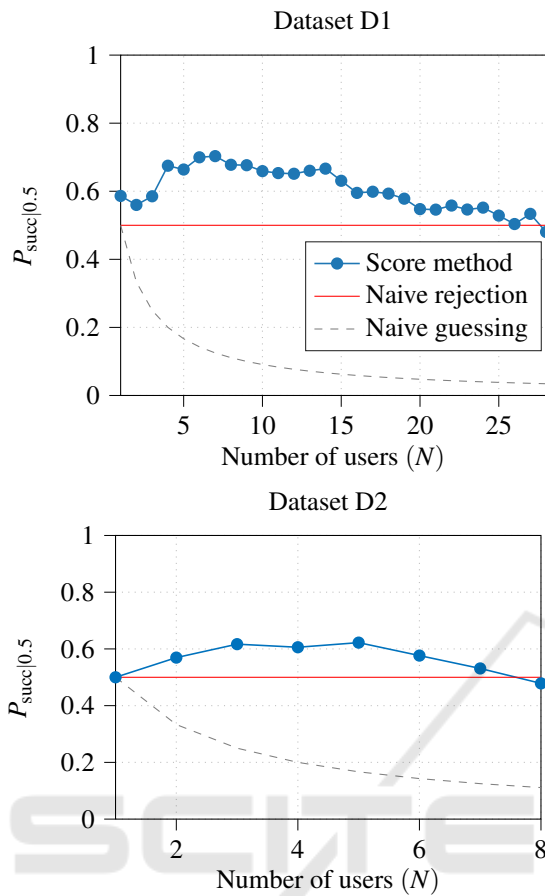 Dataset D1
1
0.8
0.6
0.4
0.2
0
P_succ|0.5
Score method
Naive rejection
Naive guessing
5 10 15 20 25
Number of users (N)
Dataset D2
1
0.8
0.6
0.4
0.2
0
P_succ|0.5
2 4 6 8
Number of users (N)
SCITE